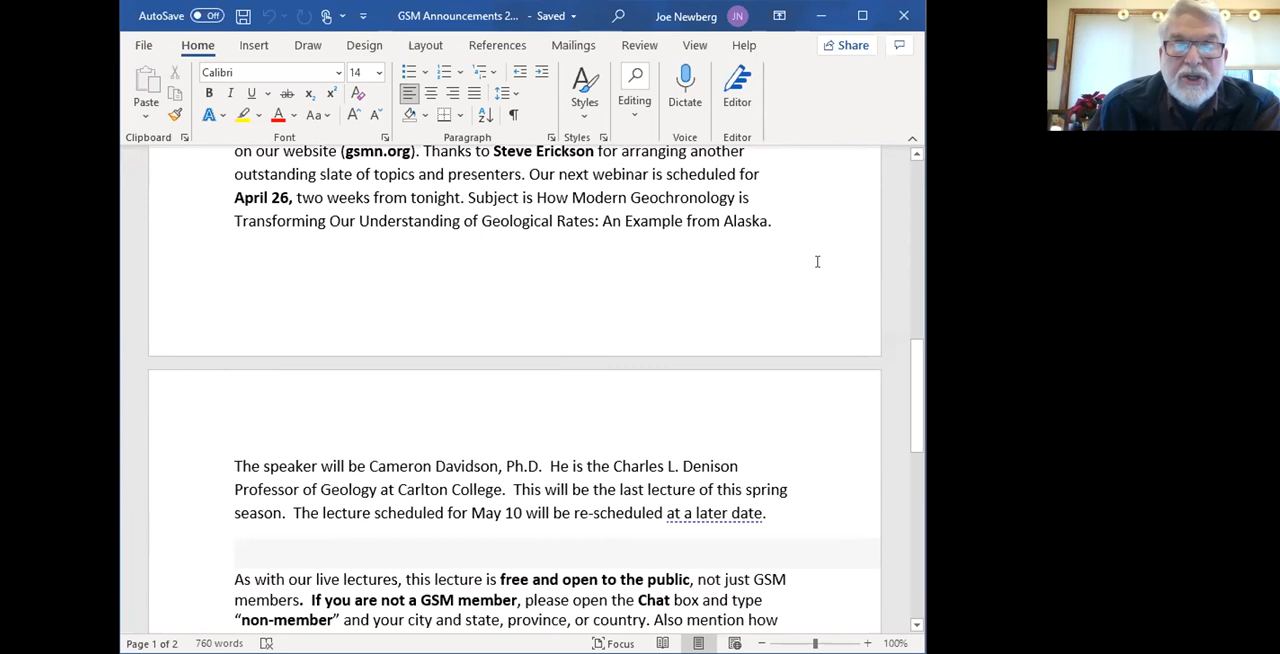 AutoSave Off GSM Announcements 2... - Saved Joe Newberg JN
File Home Insert Draw Design Layout References Mailings Review View Help Share
Calibri 14
Paste Styles Editing Dictate Editor
B I U ab x₂ x² A
A A Aa A A
Clipboard Font Paragraph Styles Voice Editor
on our website (gsmn.org). Thanks to Steve Erickson for arranging another
outstanding slate of topics and presenters. Our next webinar is scheduled for
April 26, two weeks from tonight. Subject is How Modern Geochronology is
Transforming Our Understanding of Geological Rates: An Example from Alaska.
The speaker will be Cameron Davidson, Ph.D. He is the Charles L. Denison
Professor of Geology at Carlton College. This will be the last lecture of this spring
season. The lecture scheduled for May 10 will be re-scheduled at a later date.
As with our live lectures, this lecture is free and open to the public, not just GSM
members. If you are not a GSM member, please open the Chat box and type
“non-member” and your city and state, province, or country. Also mention how
Page 1 of 2 760 words Focus 100%